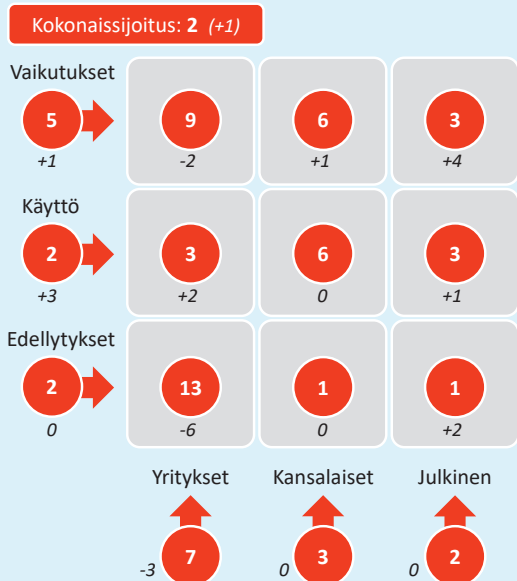 Kokonaissijoitus: 2 (+1)
Vaikutukset
5 9 6 3
+1 -2 +1 +4
Käyttö
2 3 6 3
+3 +2 0 +1
Edellytykset
2 13 1 1
0 -6 0 +2
Yritykset Kansalaiset Julkinen
-3 7 0 3 0 2